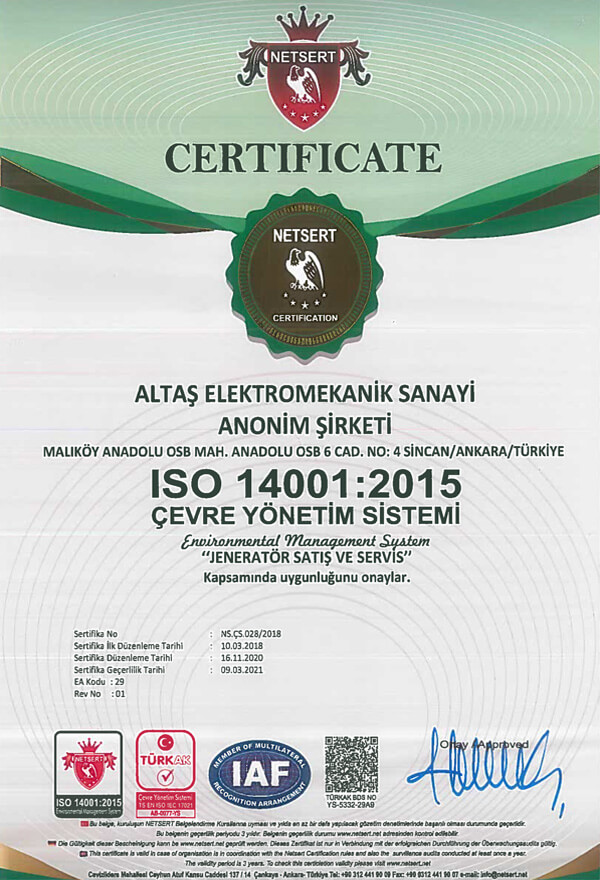 NETSERT
CERTIFICATE
NETSERT
CERTIFICATION
ALTAŞ ELEKTROMEKANİK SANAYİ
ANONİM ŞİRKETİ
MALIKÖY ANADOLU OSB MAH. ANADOLU OSB 6 CAD. NO: 4 SİNCAN/ANKARA/TÜRKİYE
ISO 14001:2015
ÇEVRE YÖNETİM SİSTEMİ
Environmental Management System
“JENERATÖR SATIŞ VE SERVİS”
Kapsamında uygunluğunu onaylar.
Sertifika No : NS.ÇS.028/2018
Sertifika İlk Düzenleme Tarihi : 10.03.2018
Sertifika Düzenleme Tarihi : 16.11.2020
Sertifika Geçerlilik Tarihi : 09.03.2021
EA Kodu : 29
Rev No : 01
NETSERT
ISO 14001:2015
Environmental Management System
TÜRKAK
Çevre Yönetim Sistemi
TS EN ISO IEC 17021
AB-0077-YS
MEMBER OF MULTILATERAL
IAF
RECOGNITION ARRANGEMENT
TÜRKAK BDS NO
YS-5332-29A9
Onay / Approved
Bu belge, kuruluşun NETSERT Belgelendirme Kurallarına uyması ve yılda en az bir defa yapılacak gözetim denetimlerinde başarılı olması durumunda geçerlidir.
Bu belgenin geçerlilik periyodu 3 yıldır. Belgenin geçerlilik durumu www.netsert.net adresinden kontrol edilebilir.
Die Gültigkeit dieser Bescheinigung kann be www.netsert.net geprüft werden. Dieses Zertifikat ist nur in Verbindung mit der erfolgreichen Durchführung der Überwachungsaudits gültig.
This certificate is valid in case of organisation is in coordination with the Netsert Certification rules and also the surveillance audits conducted at least once a year.
The validity period is 3 years. To check this certification validity please visit www.netsert.net
Cevizlidere Mahallesi Ceyhun Atuf Kansu Caddesi 137 / 14 Çankaya - Ankara- Türkiye Tel: +90 312 441 90 09 Fax: +90 0312 441 90 07 e-mail: info@netsert.net